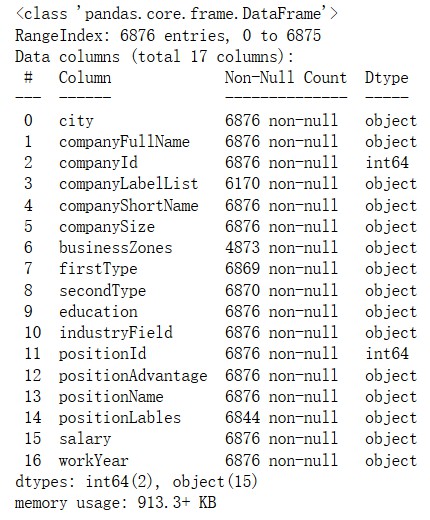 <class 'pandas.core.frame.DataFrame'>
RangeIndex: 6876 entries, 0 to 6875
Data columns (total 17 columns):
 #   Column             Non-Null Count  Dtype
---  ------             --------------  -----
 0   city               6876 non-null   object
 1   companyFullName    6876 non-null   object
 2   companyId          6876 non-null   int64
 3   companyLabelList   6170 non-null   object
 4   companyShortName   6876 non-null   object
 5   companySize        6876 non-null   object
 6   businessZones      4873 non-null   object
 7   firstType          6869 non-null   object
 8   secondType         6870 non-null   object
 9   education          6876 non-null   object
 10  industryField      6876 non-null   object
 11  positionId         6876 non-null   int64
 12  positionAdvantage  6876 non-null   object
 13  positionName       6876 non-null   object
 14  positionLables     6844 non-null   object
 15  salary             6876 non-null   object
 16  workYear           6876 non-null   object
dtypes: int64(2), object(15)
memory usage: 913.3+ KB